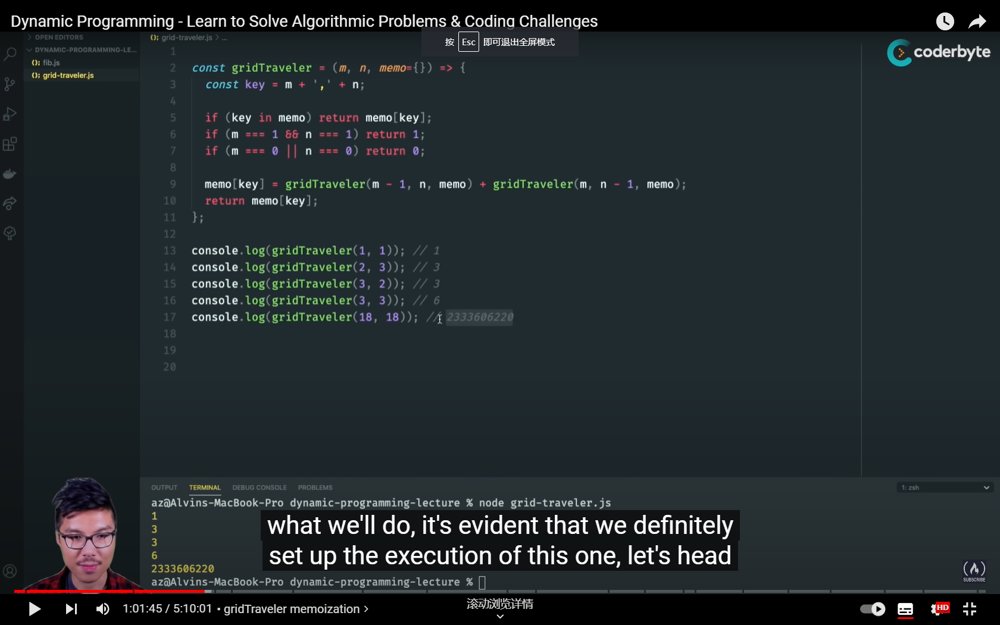 Dynamic Programming - Learn to Solve Algorithmic Problems & Coding Challenges
按 Esc 即可退出全屏模式
coderbyte
OPEN EDITORS
DYNAMIC-PROGRAMMING-LE...
(); fib.js
(); grid-traveler.js
(); grid-traveler.js > ...
1
2 const gridTraveler = (m, n, memo={}) => {
3 const key = m + ',' + n;
4
5 if (key in memo) return memo[key];
6 if (m === 1 && n === 1) return 1;
7 if (m === 0 || n === 0) return 0;
8
9 memo[key] = gridTraveler(m - 1, n, memo) + gridTraveler(m, n - 1, memo);
10 return memo[key];
11 };
12
13 console.log(gridTraveler(1, 1)); // 1
14 console.log(gridTraveler(2, 3)); // 3
15 console.log(gridTraveler(3, 2)); // 3
16 console.log(gridTraveler(3, 3)); // 6
17 console.log(gridTraveler(18, 18)); // 2333606220
18
19
20
OUTPUT TERMINAL DEBUG CONSOLE PROBLEMS 1: zsh
az@Alvins-MacBook-Pro dynamic-programming-lecture % node grid-traveler.js
1
3
3
6
2333606220
az@Alvins-MacBook-Pro dynamic-programming-lecture %
what we'll do, it's evident that we definitely
set up the execution of this one, let's head
SUBSCRIBE
1:01:45 / 5:10:01 • gridTraveler memoization >
滚动浏览详情
HD